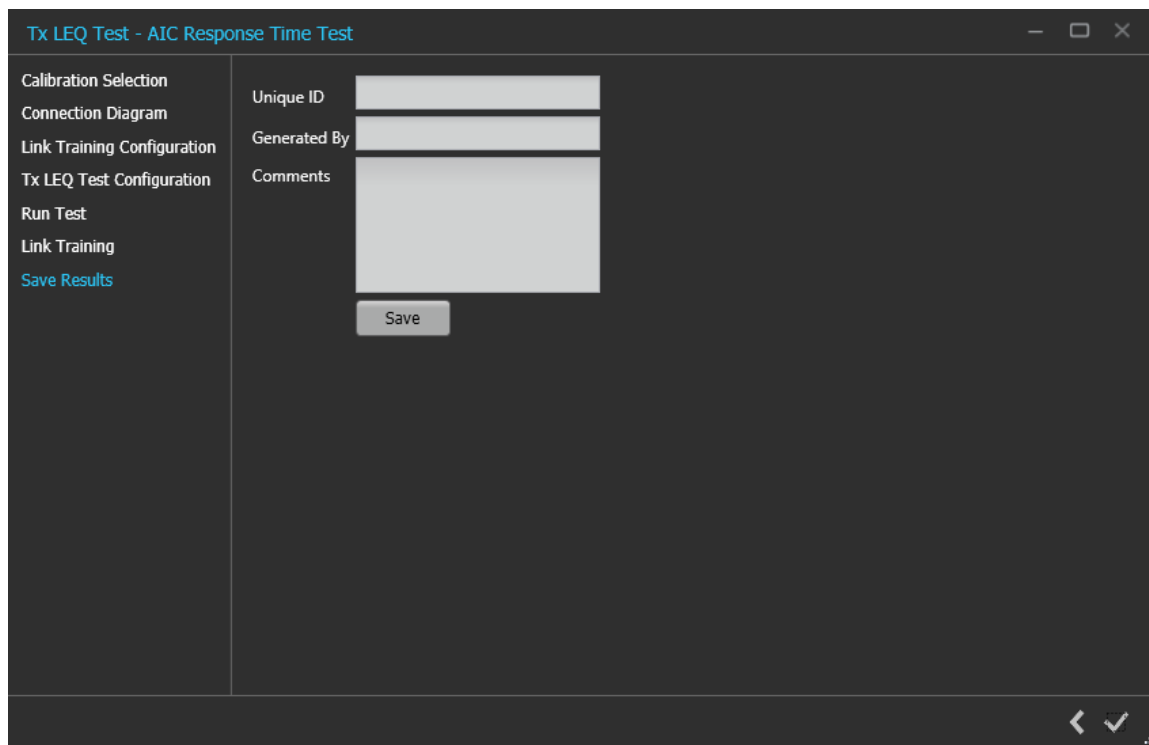 Tx LEQ Test - AIC Response Time Test
Calibration Selection
Connection Diagram
Link Training Configuration
Tx LEQ Test Configuration
Run Test
Link Training
Save Results
Unique ID
Generated By
Comments
Save